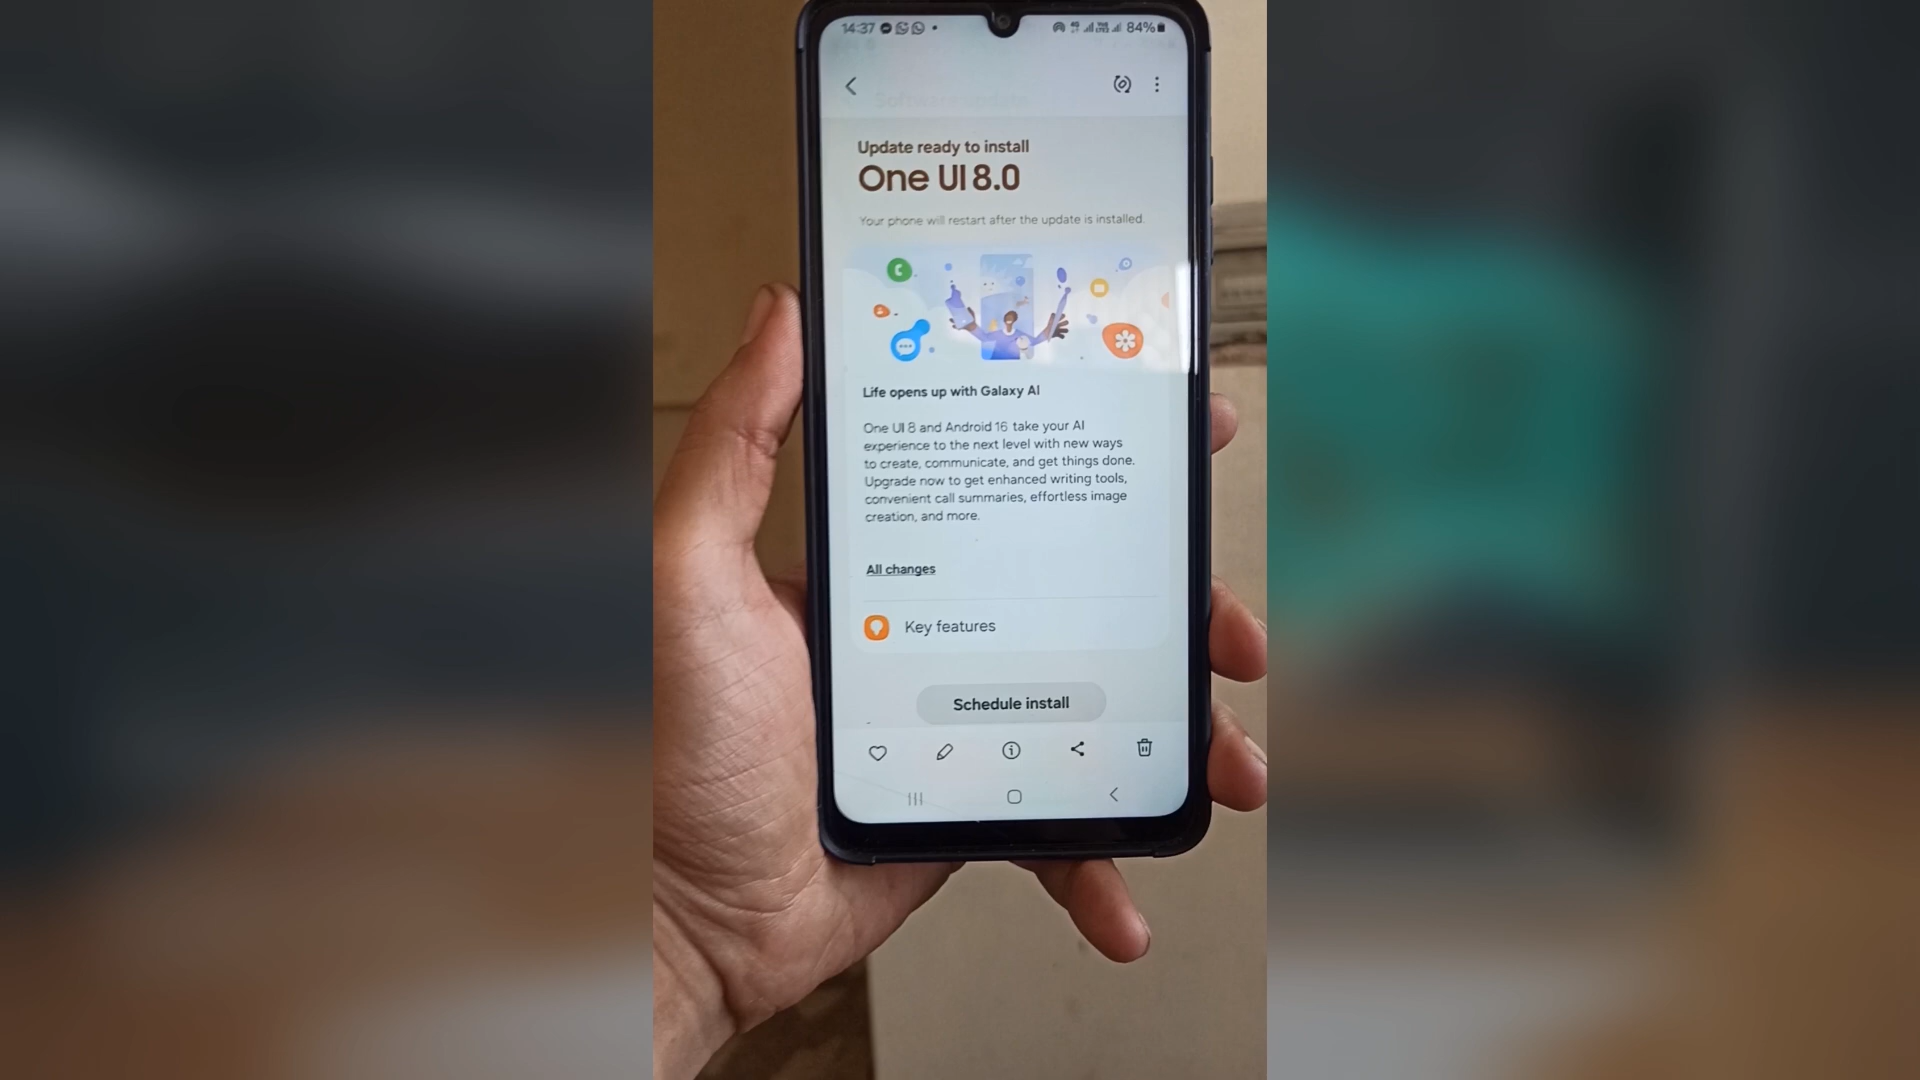 14:37
84%
Software update
Update ready to install
One UI 8.0
Your phone will restart after the update is installed.
Life opens up with Galaxy AI
One UI 8 and Android 16 take your AI
experience to the next level with new ways
to create, communicate, and get things done.
Upgrade now to get enhanced writing tools,
convenient call summaries, effortless image
creation, and more.
All changes
Key features
Schedule install